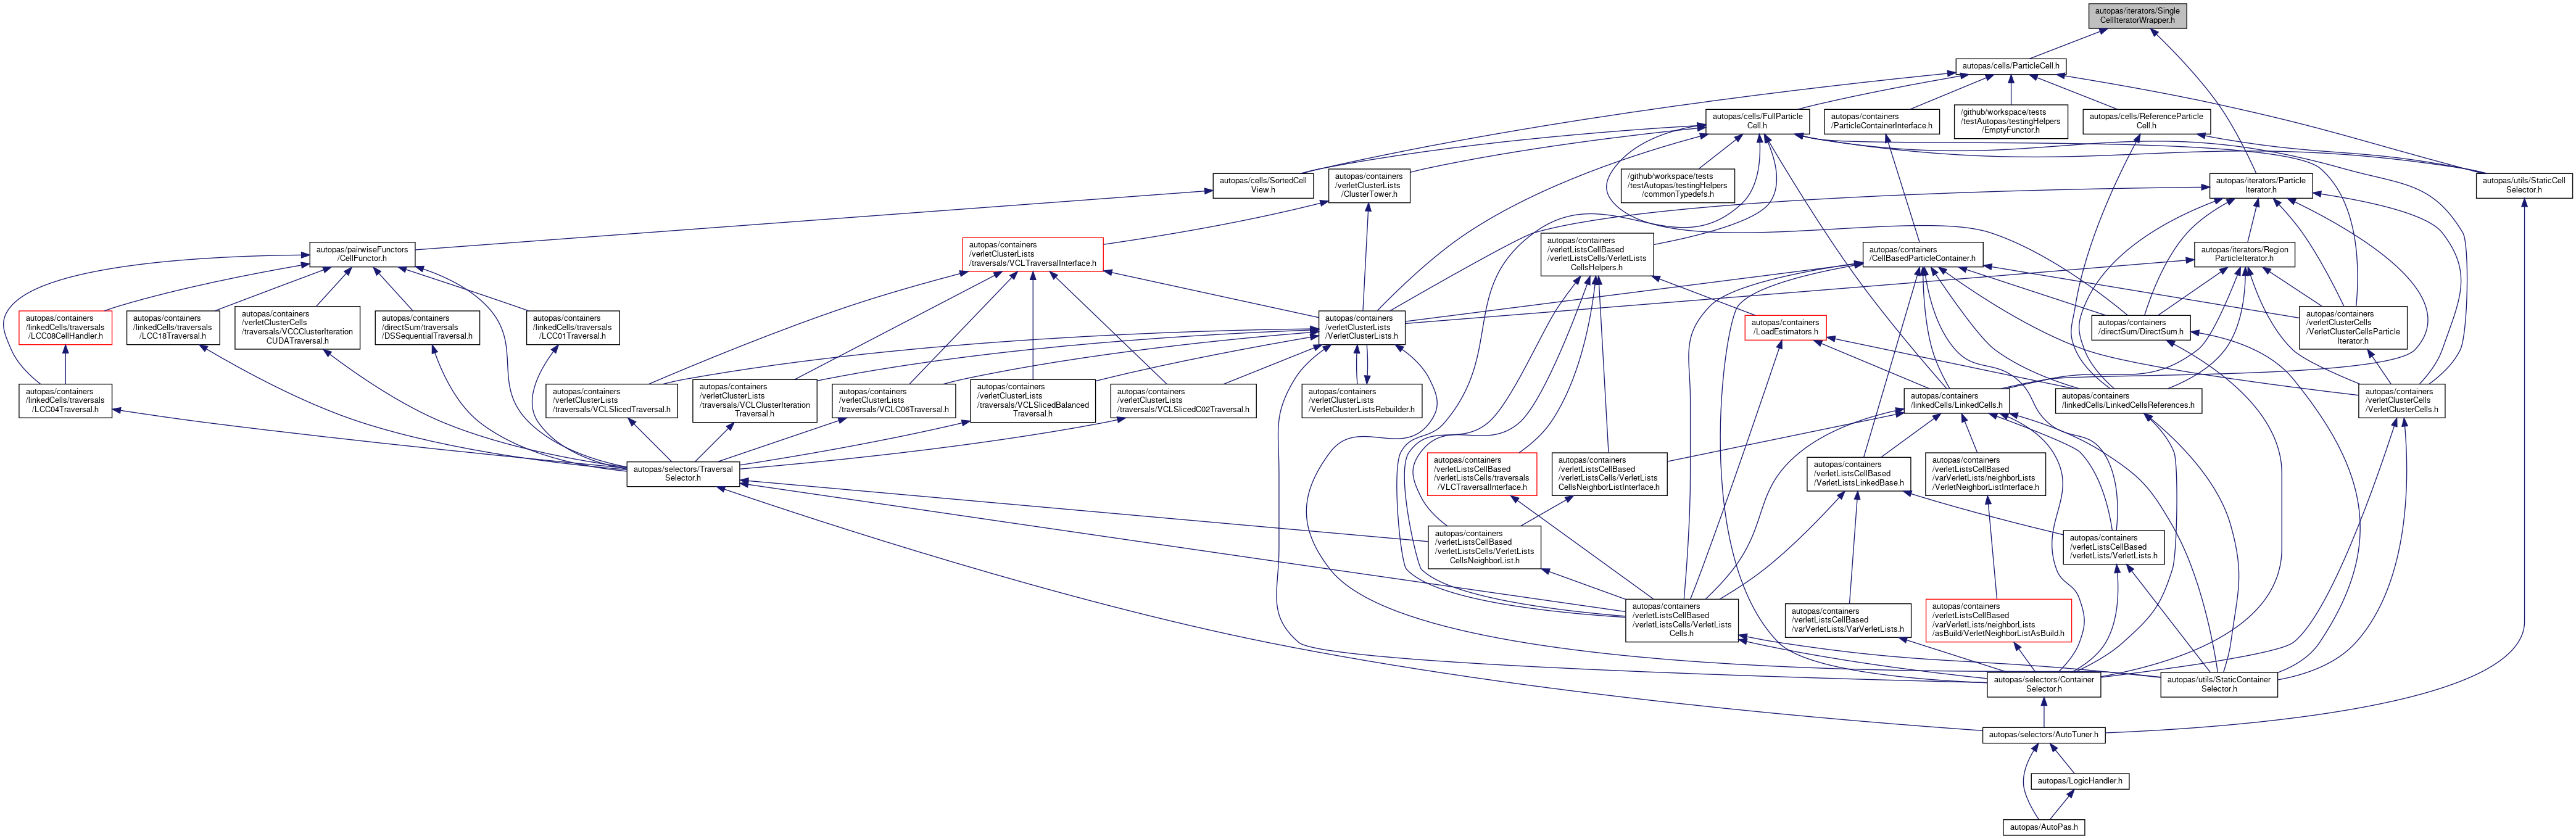 autopas/iterators/Single
CellIteratorWrapper.h
autopas/cells/ParticleCell.h
autopas/cells/FullParticle
Cell.h
autopas/containers
/ParticleContainerInterface.h
/github/workspace/tests
/testAutopas/testingHelpers
/EmptyFunctor.h
autopas/cells/ReferenceParticle
Cell.h
autopas/cells/SortedCell
View.h
autopas/containers
/verletClusterLists
/ClusterTower.h
/github/workspace/tests
/testAutopas/testingHelpers
/commonTypedefs.h
autopas/iterators/Particle
Iterator.h
autopas/utils/StaticCell
Selector.h
autopas/pairwiseFunctors
/CellFunctor.h
autopas/containers
/verletClusterLists
/traversals/VCLTraversalInterface.h
autopas/containers
/verletListsCellBased
/verletListsCells/VerletLists
CellsHelpers.h
autopas/containers
/CellBasedParticleContainer.h
autopas/iterators/Region
ParticleIterator.h
autopas/containers
/linkedCells/traversals
/LCC08CellHandler.h
autopas/containers
/linkedCells/traversals
/LCC18Traversal.h
autopas/containers
/verletClusterCells
/traversals/VCCClusterIteration
CUDATraversal.h
autopas/containers
/directSum/traversals
/DSSequentialTraversal.h
autopas/containers
/linkedCells/traversals
/LCC01Traversal.h
autopas/containers
/verletClusterLists
/VerletClusterLists.h
autopas/containers
/LoadEstimators.h
autopas/containers
/directSum/DirectSum.h
autopas/containers
/verletClusterCells
/VerletClusterCellsParticle
Iterator.h
autopas/containers
/linkedCells/traversals
/LCC04Traversal.h
autopas/containers
/verletClusterLists
/traversals/VCLSlicedTraversal.h
autopas/containers
/verletClusterLists
/traversals/VCLClusterIteration
Traversal.h
autopas/containers
/verletClusterLists
/traversals/VCLC06Traversal.h
autopas/containers
/verletClusterLists
/traversals/VCLSlicedBalanced
Traversal.h
autopas/containers
/verletClusterLists
/traversals/VCLSlicedC02Traversal.h
autopas/containers
/verletClusterLists
/VerletClusterListsRebuilder.h
autopas/containers
/linkedCells/LinkedCells.h
autopas/containers
/linkedCells/LinkedCellsReferences.h
autopas/containers
/verletClusterCells
/VerletClusterCells.h
autopas/selectors/Traversal
Selector.h
autopas/containers
/verletListsCellBased
/verletListsCells/traversals
/VLCTraversalInterface.h
autopas/containers
/verletListsCellBased
/verletListsCells/VerletLists
CellsNeighborListInterface.h
autopas/containers
/verletListsCellBased
/VerletListsLinkedBase.h
autopas/containers
/verletListsCellBased
/varVerletLists/neighborLists
/VerletNeighborListInterface.h
autopas/containers
/verletListsCellBased
/verletListsCells/VerletLists
CellsNeighborList.h
autopas/containers
/verletListsCellBased
/verletLists/VerletLists.h
autopas/containers
/verletListsCellBased
/verletListsCells/VerletLists
Cells.h
autopas/containers
/verletListsCellBased
/varVerletLists/VarVerletLists.h
autopas/containers
/verletListsCellBased
/varVerletLists/neighborLists
/asBuild/VerletNeighborListAsBuild.h
autopas/selectors/Container
Selector.h
autopas/utils/StaticContainer
Selector.h
autopas/selectors/AutoTuner.h
autopas/LogicHandler.h
autopas/AutoPas.h